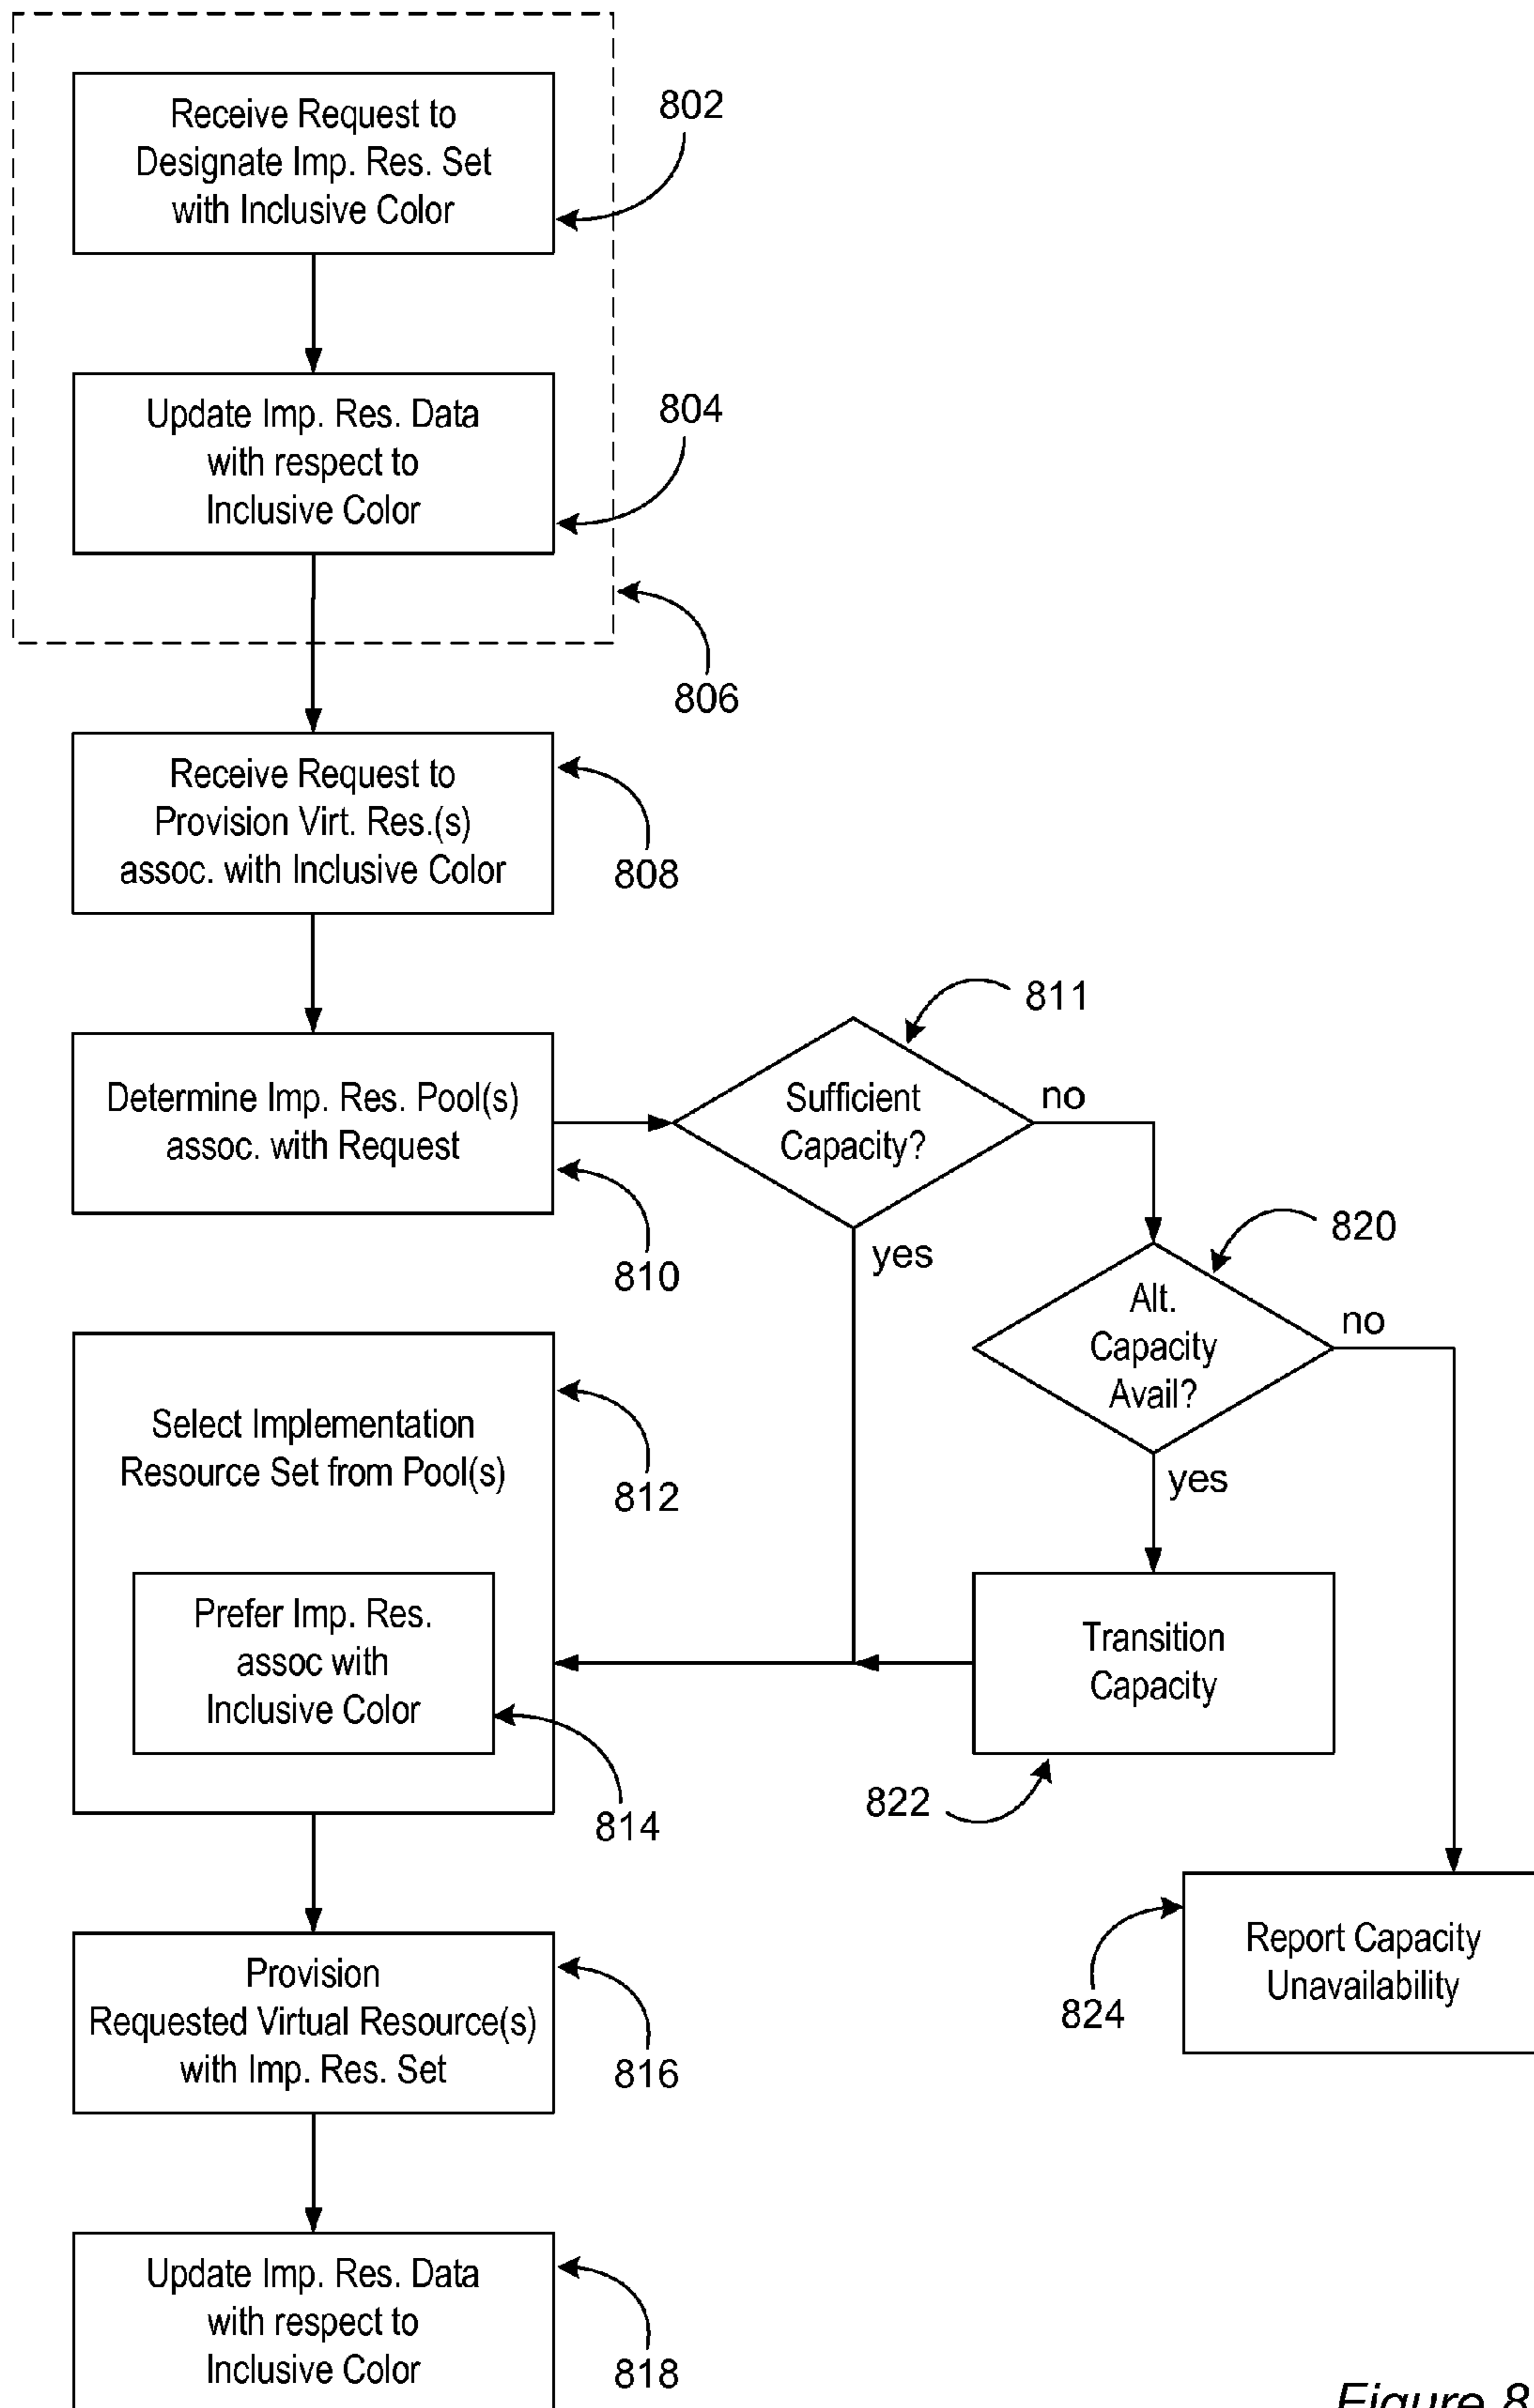 Receive Request to
Designate Imp. Res. Set
with Inclusive Color
802
Update Imp. Res. Data
with respect to
Inclusive Color
804
806
Receive Request to
Provision Virt. Res.(s)
assoc. with Inclusive Color
808
Determine Imp. Res. Pool(s)
assoc. with Request
810
Sufficient
Capacity?
811
no
yes
Alt.
Capacity
Avail?
820
no
yes
Select Implementation
Resource Set from Pool(s)
812
Prefer Imp. Res.
assoc with
Inclusive Color
814
Transition
Capacity
822
Report Capacity
Unavailability
824
Provision
Requested Virtual Resource(s)
with Imp. Res. Set
816
Update Imp. Res. Data
with respect to
Inclusive Color
818
Figure 8